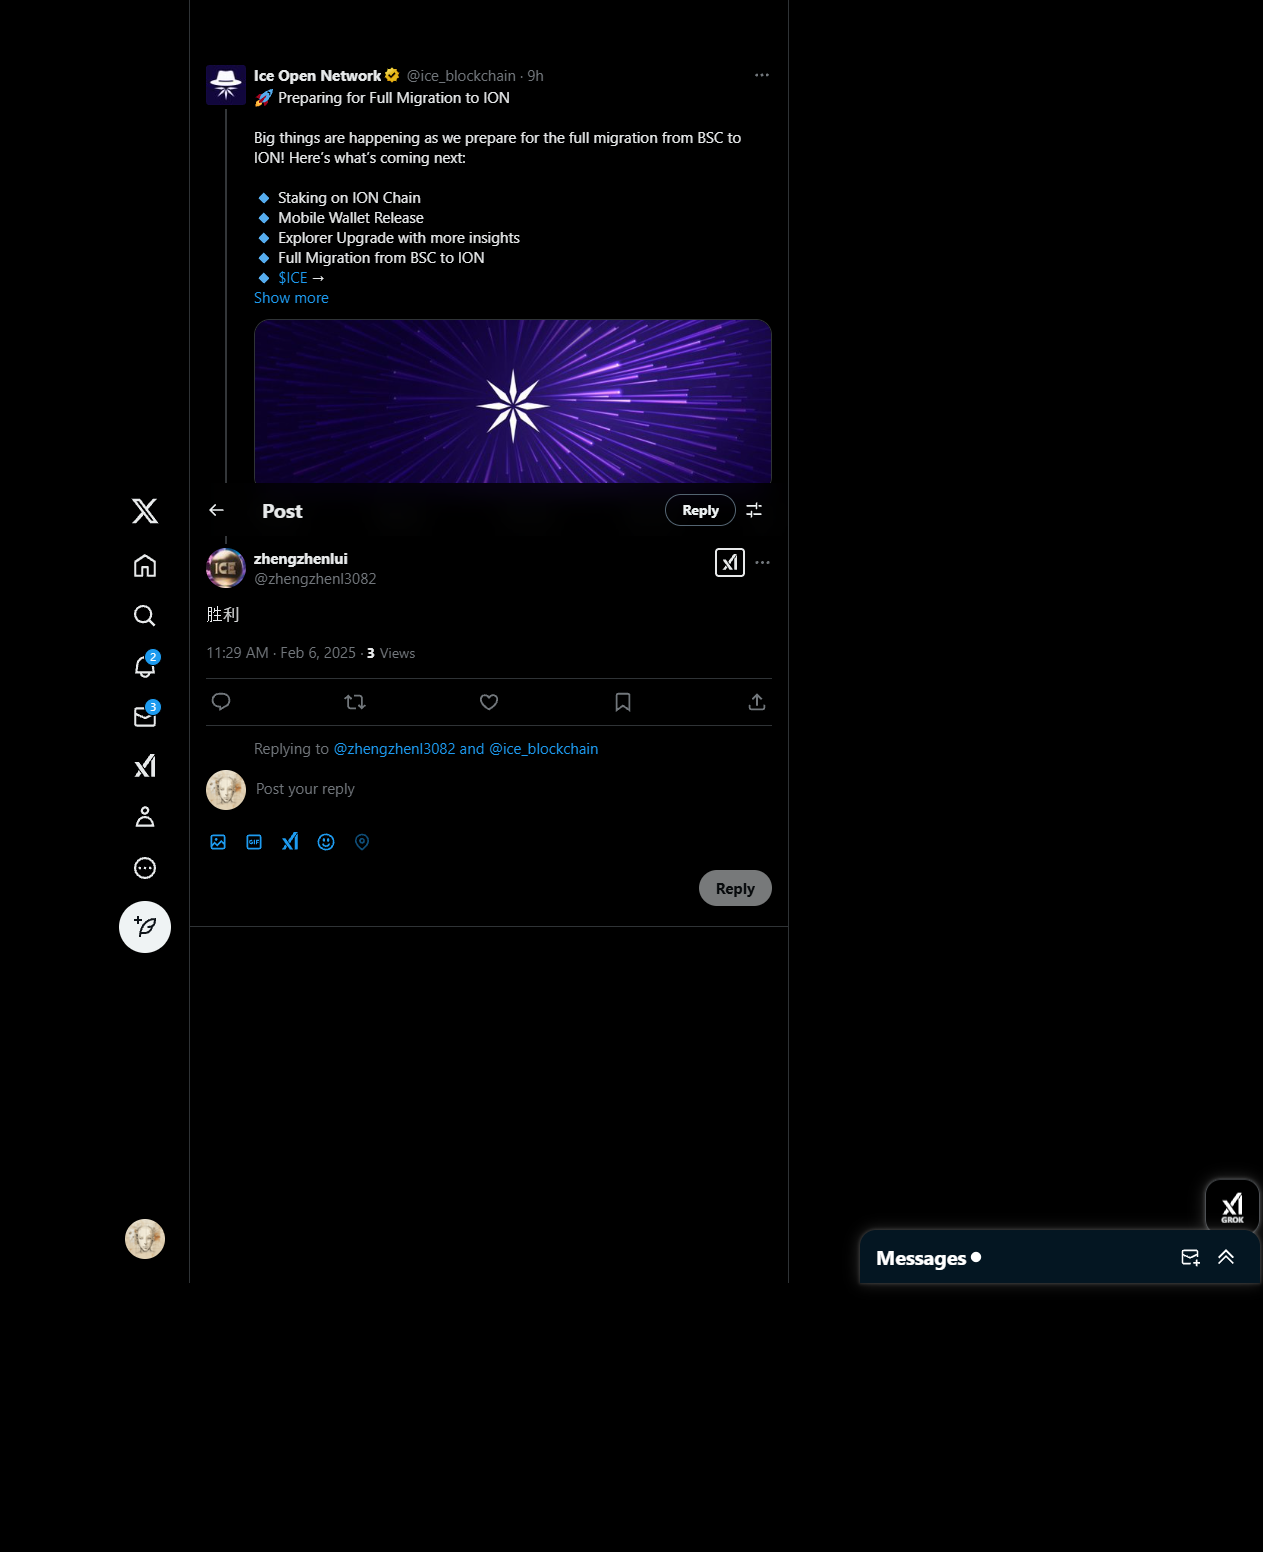 Ice Open Network @ice_blockchain · 9h
🚀 Preparing for Full Migration to ION
Big things are happening as we prepare for the full migration from BSC to
ION! Here's what's coming next:
🔹 Staking on ION Chain
🔹 Mobile Wallet Release
🔹 Explorer Upgrade with more insights
🔹 Full Migration from BSC to ION
🔹 $ICE →
Show more
Post
Reply
ICE
zhengzhenlui
@zhengzhenl3082
胜利
11:29 AM · Feb 6, 2025 · 3 Views
2
3
Replying to @zhengzhenl3082 and @ice_blockchain
Post your reply
GIF
Reply
GROK
Messages